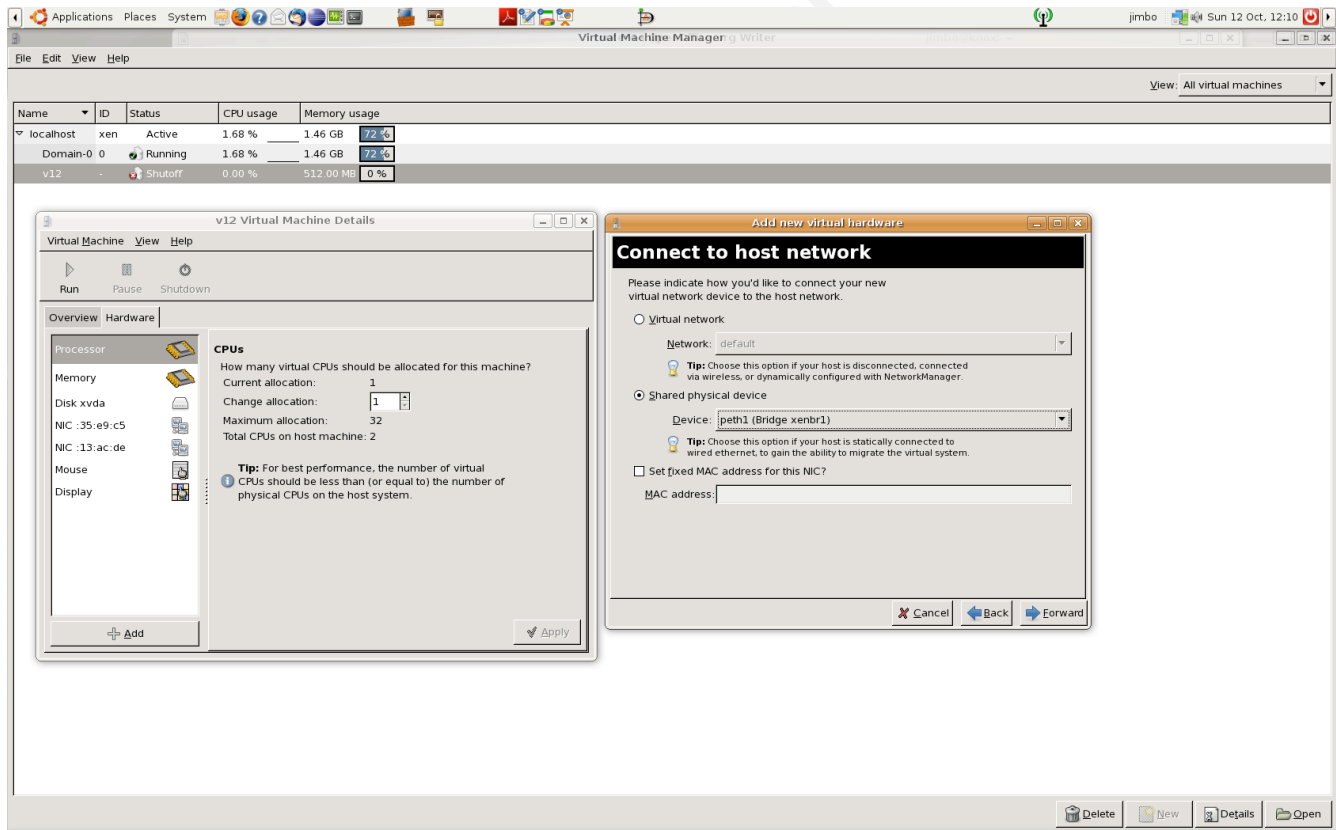 Applications Places System jimbo Sun 12 Oct, 12:10
Virtual Machine Manager g Writer
File Edit View Help
View: All virtual machines
Name ID Status CPU usage Memory usage
localhost xen Active 1.68 % 1.46 GB 72 %
Domain-0 0 Running 1.68 % 1.46 GB 72 %
v12 - Shutoff 0.00 % 512.00 MB 0 %
v12 Virtual Machine Details
Virtual Machine View Help
Run Pause Shutdown
Overview Hardware
Processor
Memory
Disk xvda
NIC :35:e9:c5
NIC :13:ac:de
Mouse
Display
Add
CPUs
How many virtual CPUs should be allocated for this machine?
Current allocation: 1
Change allocation: 1
Maximum allocation: 32
Total CPUs on host machine: 2
Tip: For best performance, the number of virtual
CPUs should be less than (or equal to) the number of
physical CPUs on the host system.
Apply
Add new virtual hardware
Connect to host network
Please indicate how you'd like to connect your new
virtual network device to the host network.
Virtual network
Network: default
Tip: Choose this option if your host is disconnected, connected
via wireless, or dynamically configured with NetworkManager.
Shared physical device
Device: peth1 (Bridge xenbr1)
Tip: Choose this option if your host is statically connected to
wired ethernet, to gain the ability to migrate the virtual system.
Set fixed MAC address for this NIC?
MAC address:
Cancel Back Forward
Delete New Details Open